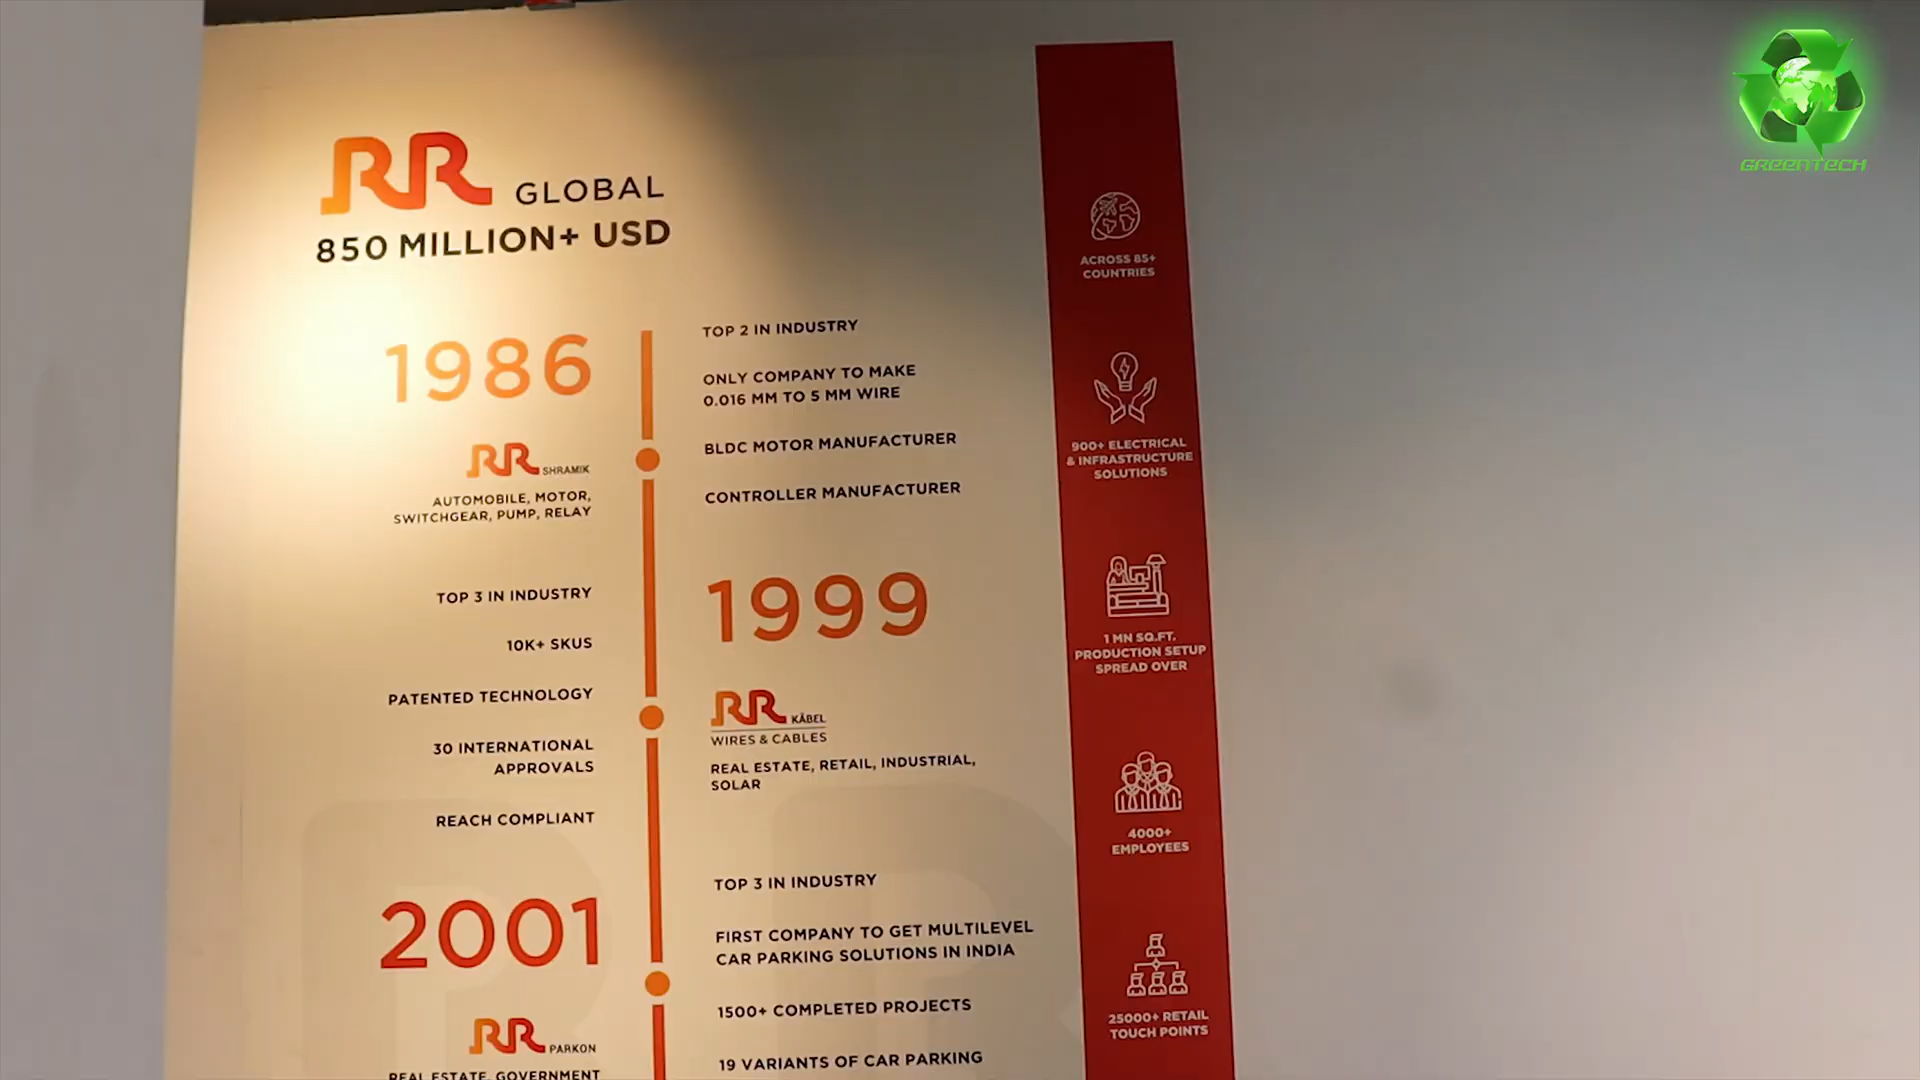 RR GLOBAL
850 MILLION+ USD
1986
RR SHRAMIK
AUTOMOBILE, MOTOR,
SWITCHGEAR, PUMP, RELAY
TOP 2 IN INDUSTRY
ONLY COMPANY TO MAKE
0.016 MM TO 5 MM WIRE
BLDC MOTOR MANUFACTURER
CONTROLLER MANUFACTURER
1999
RR KÄBEL
WIRES & CABLES
REAL ESTATE, RETAIL, INDUSTRIAL,
SOLAR
TOP 3 IN INDUSTRY
10K+ SKUS
PATENTED TECHNOLOGY
30 INTERNATIONAL
APPROVALS
REACH COMPLIANT
2001
RR PARKON
REAL ESTATE, GOVERNMENT
TOP 3 IN INDUSTRY
FIRST COMPANY TO GET MULTILEVEL
CAR PARKING SOLUTIONS IN INDIA
1500+ COMPLETED PROJECTS
19 VARIANTS OF CAR PARKING
ACROSS 85+
COUNTRIES
900+ ELECTRICAL
& INFRASTRUCTURE
SOLUTIONS
1 MN SQ.FT.
PRODUCTION SETUP
SPREAD OVER
4000+
EMPLOYEES
25000+ RETAIL
TOUCH POINTS
GREENTECH